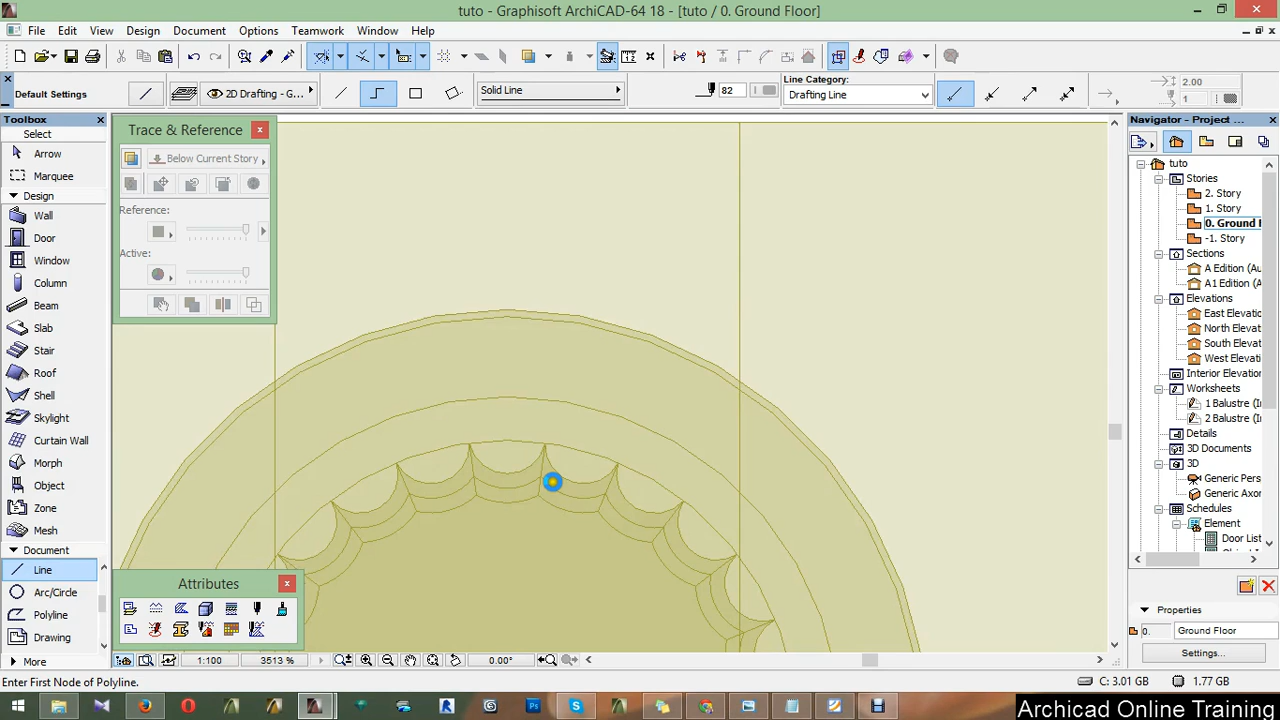 tuto - Graphisoft ArchiCAD-64 18 - [tuto / 0. Ground Floor]
File Edit View Design Document Options Teamwork Window Help
Default Settings
2D Drafting - G...
Solid Line
82
Line Category:
Drafting Line
2.00
1
Toolbox
Select
Arrow
Marquee
Design
Wall
Door
Window
Column
Beam
Slab
Stair
Roof
Shell
Skylight
Curtain Wall
Morph
Object
Zone
Mesh
Document
Line
Arc/Circle
Polyline
Drawing
More
Trace & Reference
Below Current Story
Reference:
Active:
Attributes
1:100
3513 %
0.00°
Enter First Node of Polyline.
Navigator - Project ...
tuto
Stories
2. Story
1. Story
0. Ground F
-1. Story
Sections
A Edition (Au
A1 Edition (A
Elevations
East Elevatio
North Elevat
South Elevat
West Elevati
Interior Elevation
Worksheets
1 Balustre (I
2 Balustre (I
Details
3D Documents
3D
Generic Pers
Generic Axo
Schedules
Element
Door List
Properties
0.
Ground Floor
Settings...
C: 3.01 GB
1.77 GB
Archicad Online Training